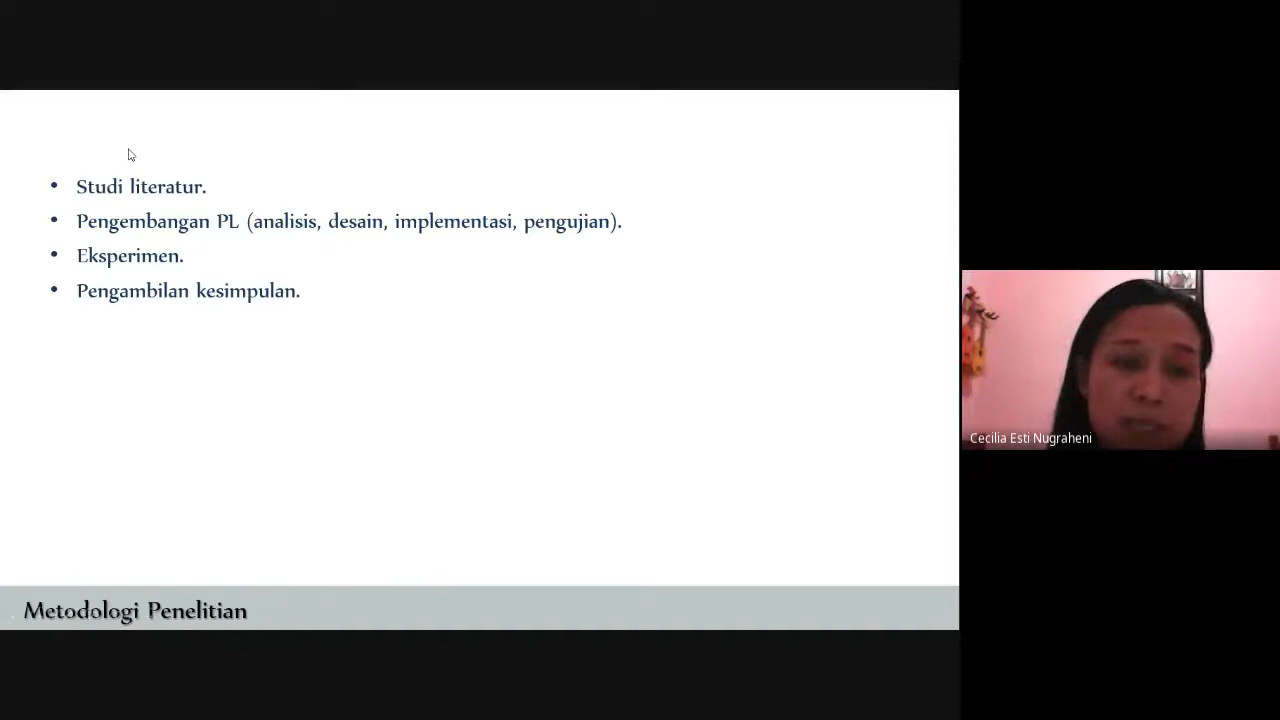 • Studi literatur.
• Pengembangan PL (analisis, desain, implementasi, pengujian).
• Eksperimen.
• Pengambilan kesimpulan.
Metodologi Penelitian
Cecilia Esti Nugraheni